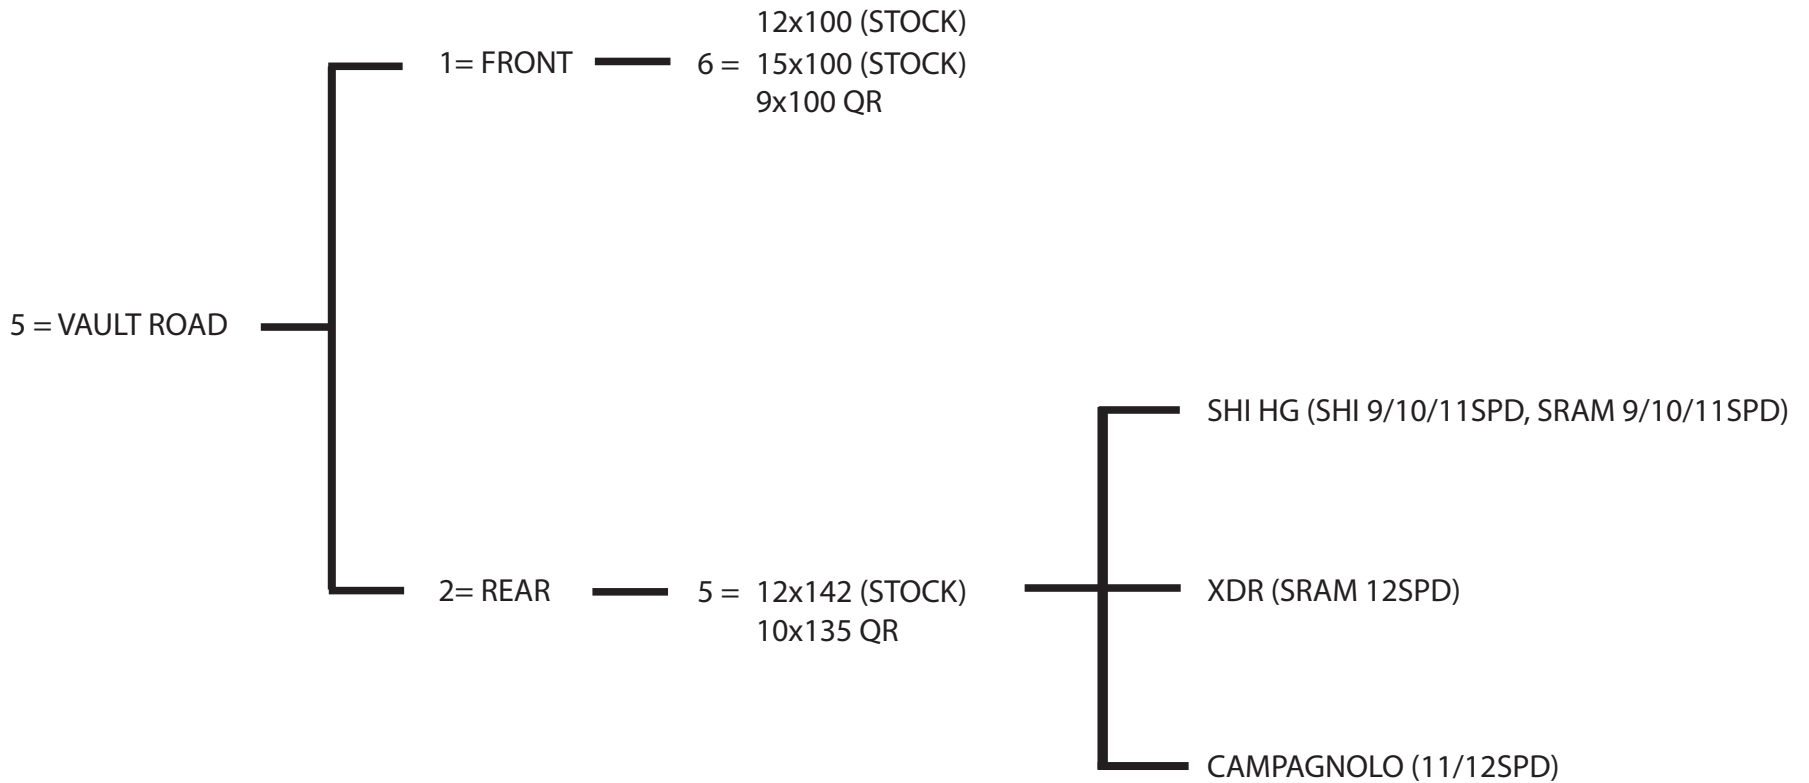 12x100 (STOCK)
1= FRONT 6 = 15x100 (STOCK)
9x100 QR
5 = VAULT ROAD
SHI HG (SHI 9/10/11SPD, SRAM 9/10/11SPD)
2= REAR 5 = 12x142 (STOCK) XDR (SRAM 12SPD)
10x135 QR
CAMPAGNOLO (11/12SPD)